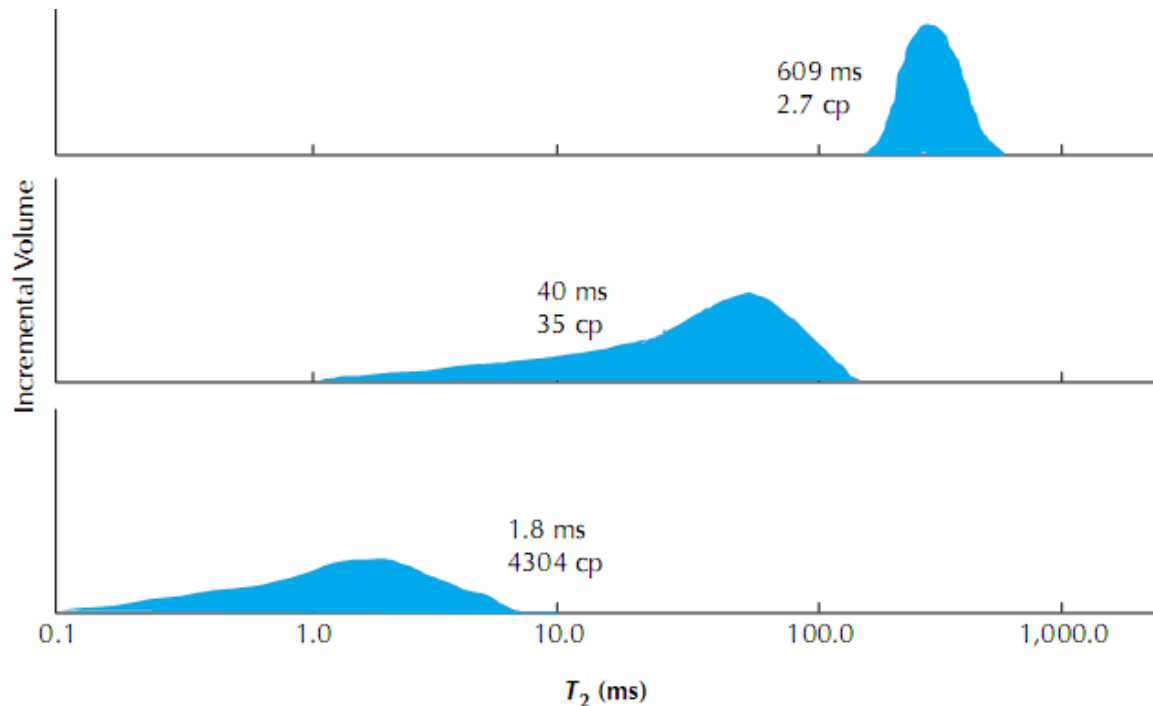 609 ms
2.7 cp
Incremental Volume
40 ms
35 cp
1.8 ms
4304 cp
0.1 1.0 10.0 100.0 1,000.0
T2 (ms)